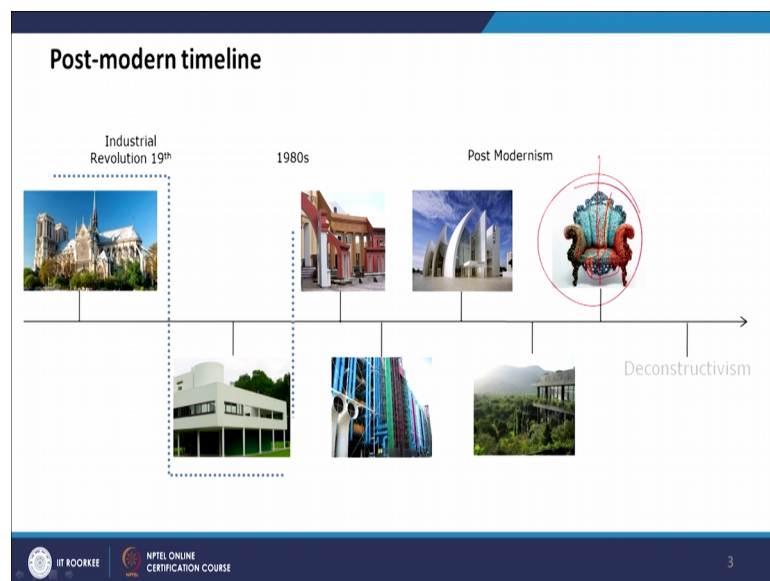 Post-modern timeline
Industrial
Revolution 19th
1980s
Post Modernism
Deconstructivism
IIT ROORKEE
NPTEL ONLINE
CERTIFICATION COURSE
3